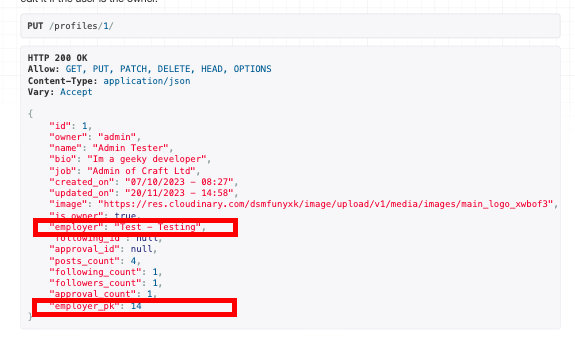 edit it if the user is the owner.
PUT /profiles/1/
HTTP 200 OK
Allow: GET, PUT, PATCH, DELETE, HEAD, OPTIONS
Content-Type: application/json
Vary: Accept
{
"id": 1,
"owner": "admin",
"name": "Admin Tester",
"bio": "Im a geeky developer",
"job": "Admin of Craft Ltd",
"created_on": "07/10/2023 - 08:27",
"updated_on": "20/11/2023 - 14:58",
"image": "https://res.cloudinary.com/dsmfunyxk/image/upload/v1/media/images/main_logo_xwbof3",
"is_owner": true,
"employer": "Test - Testing",
"following_id": null,
"approval_id": null,
"posts_count": 4,
"following_count": 1,
"followers_count": 1,
"approval_count": 1,
"employer_pk": 14
}